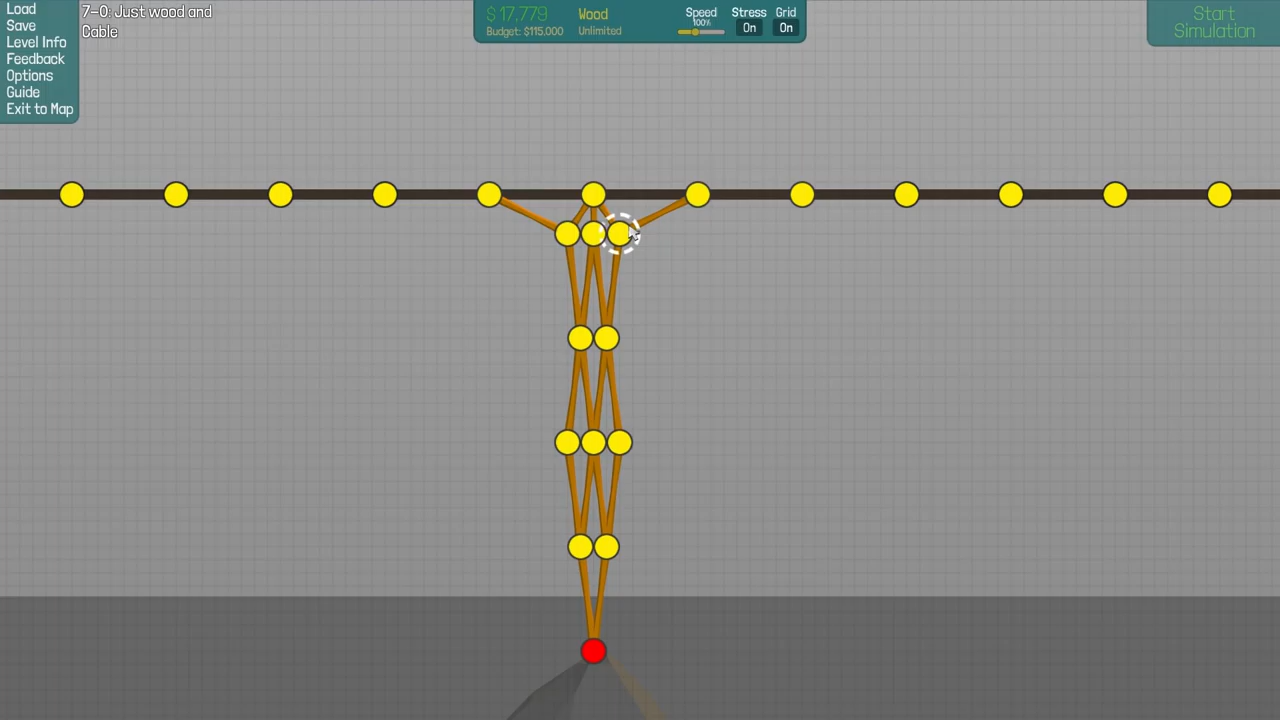 Load
Save
Level Info
Feedback
Options
Guide
Exit to Map
7-0: Just wood and
Cable
$17,779
Budget: $115,000
Wood
Unlimited
Speed
100%
Stress
On
Grid
On
Start
Simulation